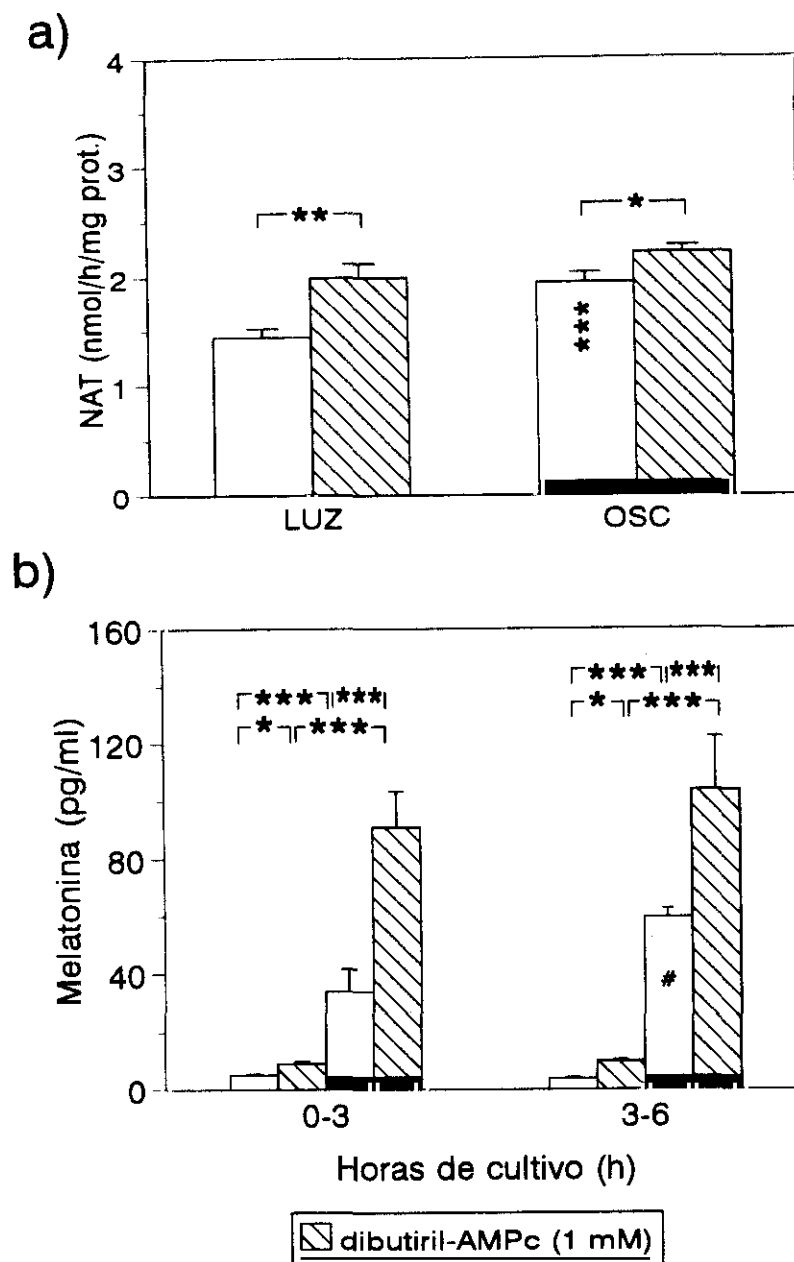 a)
NAT (nmol/h/mg prot.)
4
3
2
1
0
**
*
***
LUZ
OSC
b)
Melatonina (pg/ml)
160
120
80
40
0
*** ***
* ***
*** ***
* ***
#
0-3
3-6
Horas de cultivo (h)
dibutiril-AMPc (1 mM)